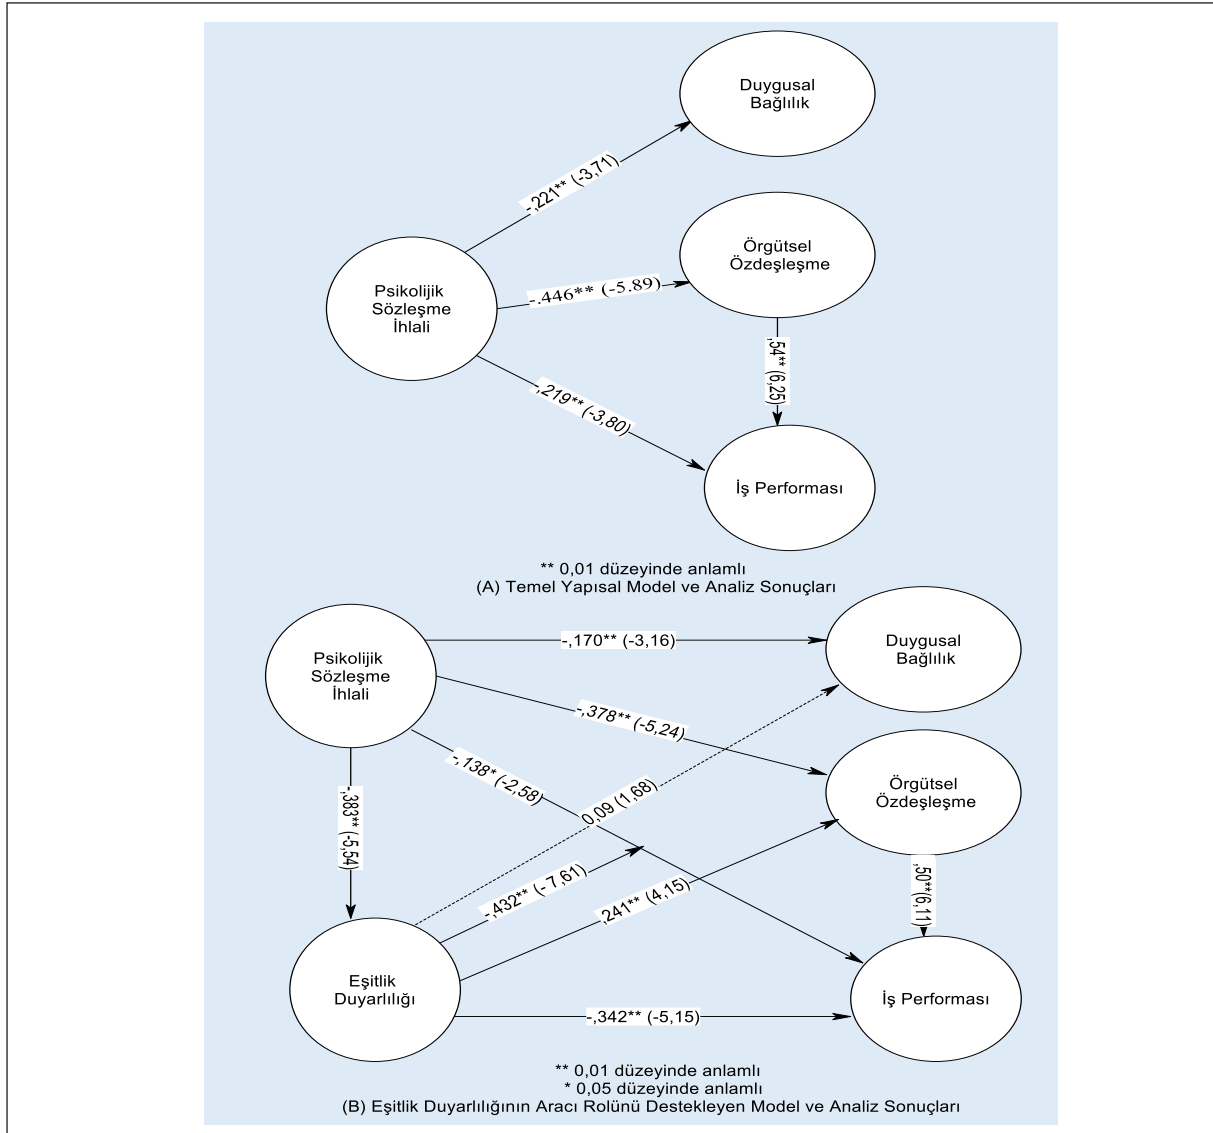 Duygusal
Bağlılık
-,221** (-3,71)
Örgütsel
Özdeşleşme
Psikolijik
Sözleşme
İhlali
-.446** (-5.89)
,54** (6,25)
-,219** (-3,80)
İş Performası
** 0,01 düzeyinde anlamlı
(A) Temel Yapısal Model ve Analiz Sonuçları
Psikolijik
Sözleşme
İhlali
-,170** (-3,16)
Duygusal
Bağlılık
-,378** (-5,24)
-,138* (-2,58)
-,383** (-5,54)
0,09 (1,68)
Örgütsel
Özdeşleşme
-,432** (-7,61)
,241** (4,15)
,50**(6,11)
Eşitlik
Duyarlılığı
İş Performası
-,342** (-5,15)
** 0,01 düzeyinde anlamlı
* 0,05 düzeyinde anlamlı
(B) Eşitlik Duyarlılığının Aracı Rolünü Destekleyen Model ve Analiz Sonuçları